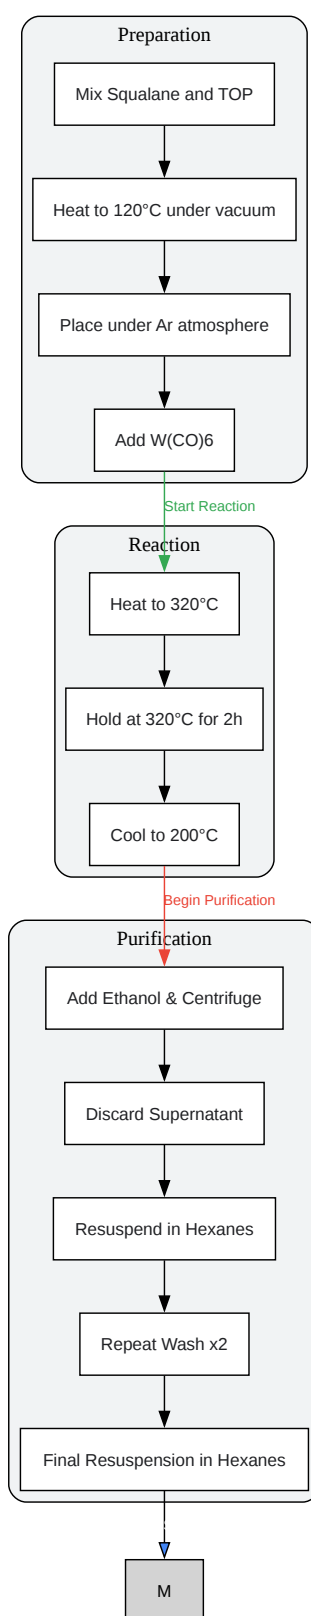 Preparation
Mix Squalane and TOP
Heat to 120°C under vacuum
Place under Ar atmosphere
Add W(CO)6
Start Reaction
Reaction
Heat to 320°C
Hold at 320°C for 2h
Cool to 200°C
Begin Purification
Purification
Add Ethanol & Centrifuge
Discard Supernatant
Resuspend in Hexanes
Repeat Wash x2
Final Resuspension in Hexanes
M